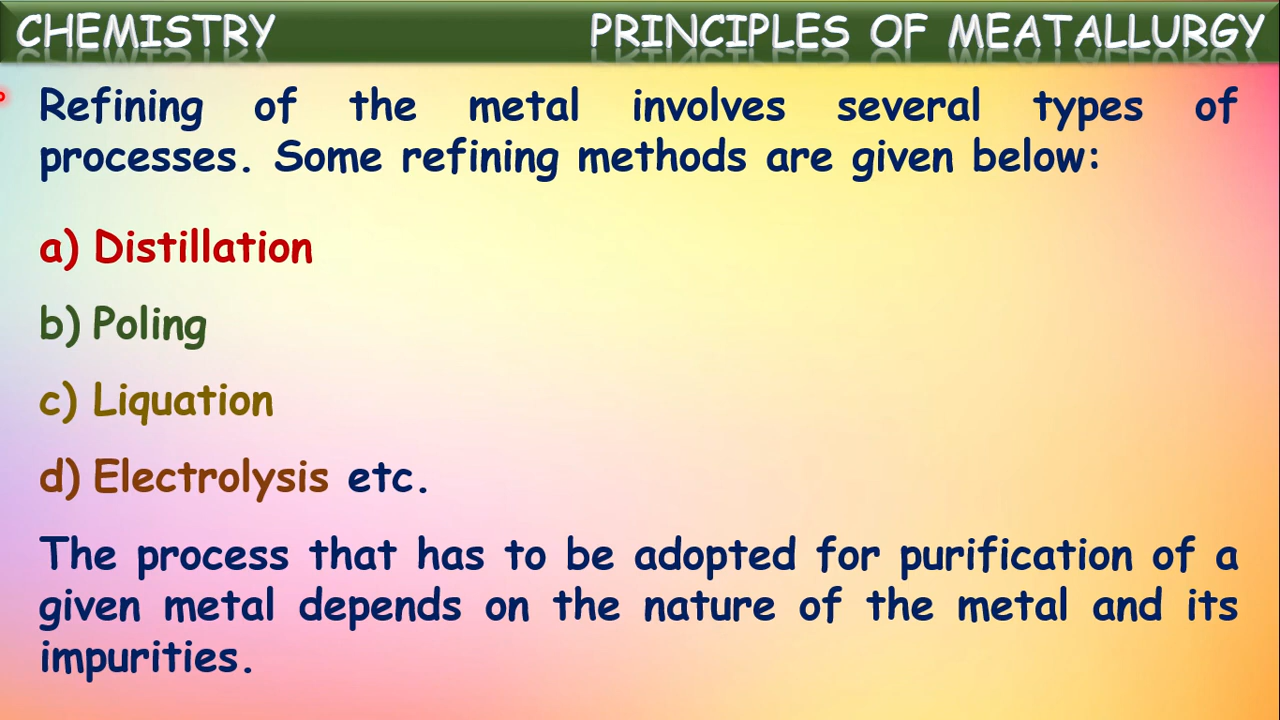 CHEMISTRY PRINCIPLES OF MEATALLURGY
Refining of the metal involves several types of
processes. Some refining methods are given below:
a) Distillation
b) Poling
c) Liquation
d) Electrolysis etc.
The process that has to be adopted for purification of a
given metal depends on the nature of the metal and its
impurities.